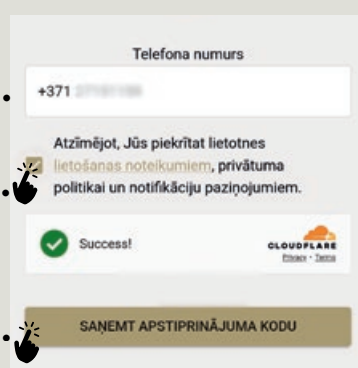 Telefona numurs
+371
Atzīmējot, Jūs piekrītat lietotnes
lietošanas noteikumiem, privātuma
politikai un notifikāciju paziņojumiem.
Success!
CLOUDFLARE
Privacy • Terms
SAŅEMT APSTIPRINĀJUMA KODU